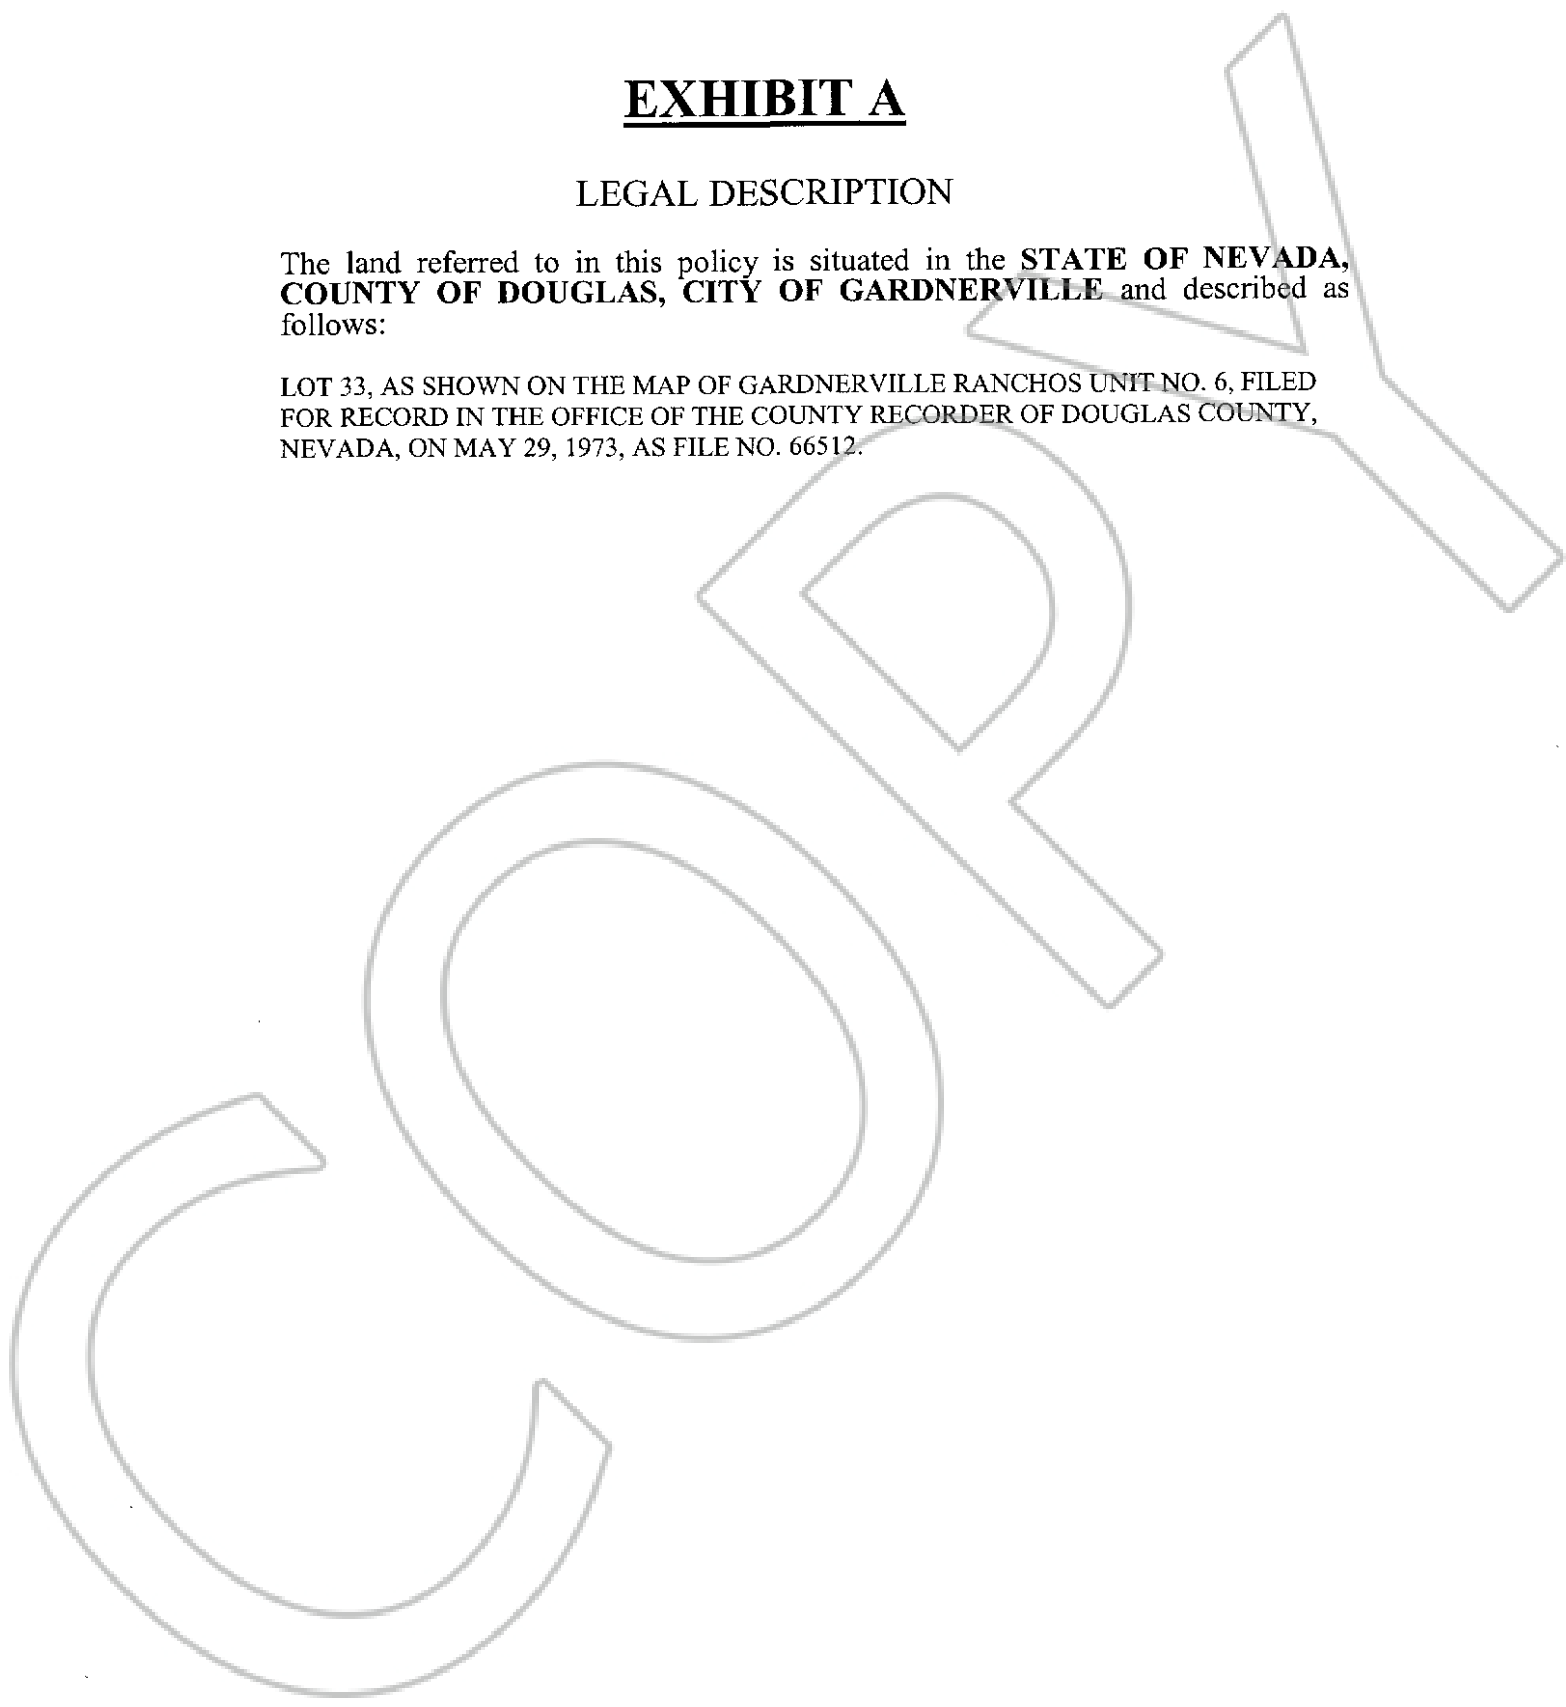 EXHIBIT A
LEGAL DESCRIPTION
The land referred to in this policy is situated in the STATE OF NEVADA,
COUNTY OF DOUGLAS, CITY OF GARDNERVILLE and described as
follows:
LOT 33, AS SHOWN ON THE MAP OF GARDNERVILLE RANCHOS UNIT NO. 6, FILED
FOR RECORD IN THE OFFICE OF THE COUNTY RECORDER OF DOUGLAS COUNTY,
NEVADA, ON MAY 29, 1973, AS FILE NO. 66512.
COPY